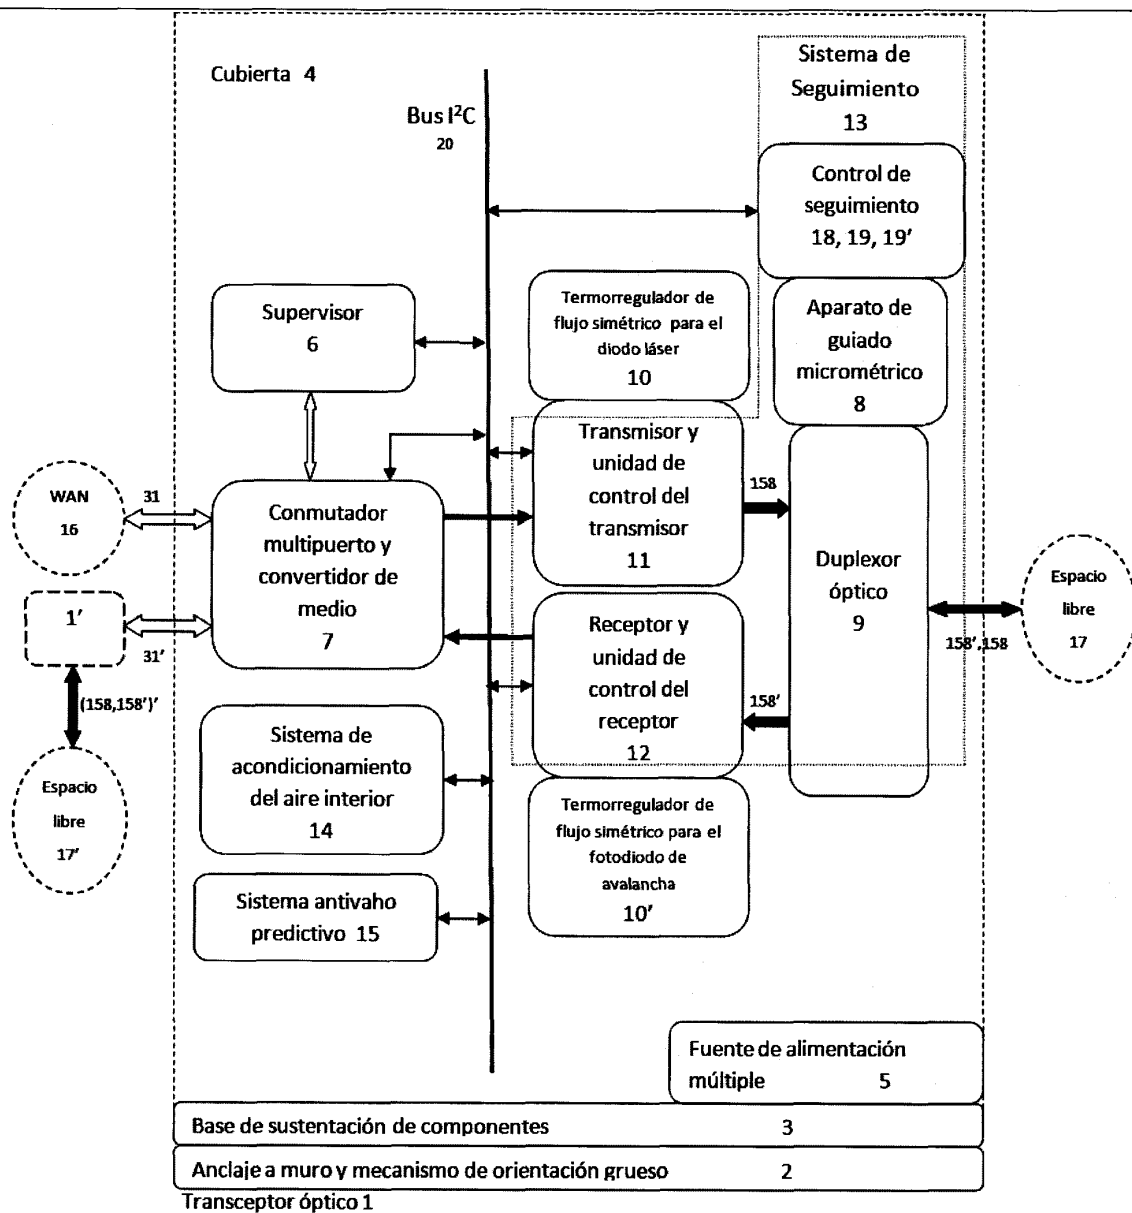 Cubierta 4
Bus I²C
20
Sistema de
Seguimiento
13
Control de
seguimiento
18, 19, 19'
Supervisor
6
Termorregulador de
flujo simétrico para el
diodo láser
10
Aparato de
guiado
micrométrico
8
WAN
16
31
Conmutador
multipuerto y
convertidor de
medio
7
Transmisor y
unidad de
control del
transmisor
11
158
Duplexor
óptico
9
Espacio
libre
17
158',158
1'
31'
(158,158')'
Espacio
libre
17'
Receptor y
unidad de
control del
receptor
12
158'
Sistema de
acondicionamiento
del aire interior
14
Termorregulador de
flujo simétrico para el
fotodiodo de
avalancha
10'
Sistema antivaho
predictivo 15
Fuente de alimentación
múltiple 5
Base de sustentación de componentes 3
Anclaje a muro y mecanismo de orientación grueso 2
Transceptor óptico 1